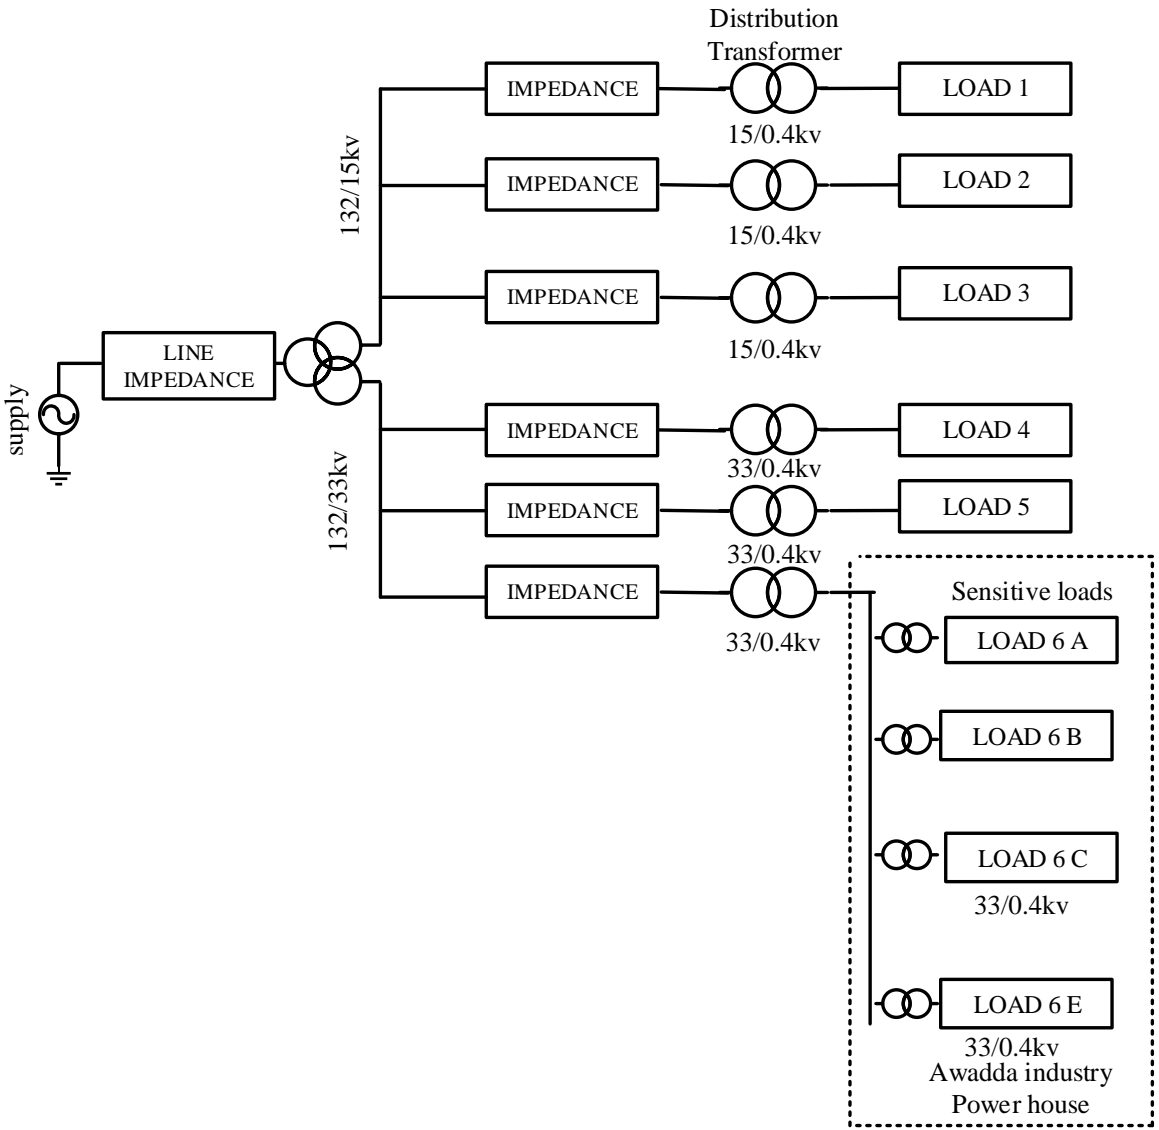 Distribution
Transformer
IMPEDANCE
LOAD 1
15/0.4kv
132/15kv
IMPEDANCE
LOAD 2
15/0.4kv
IMPEDANCE
LOAD 3
15/0.4kv
LINE
IMPEDANCE
supply
IMPEDANCE
LOAD 4
33/0.4kv
132/33kv
IMPEDANCE
LOAD 5
33/0.4kv
IMPEDANCE
33/0.4kv
Sensitive loads
LOAD 6 A
LOAD 6 B
LOAD 6 C
33/0.4kv
LOAD 6 E
33/0.4kv
Awadda industry
Power house